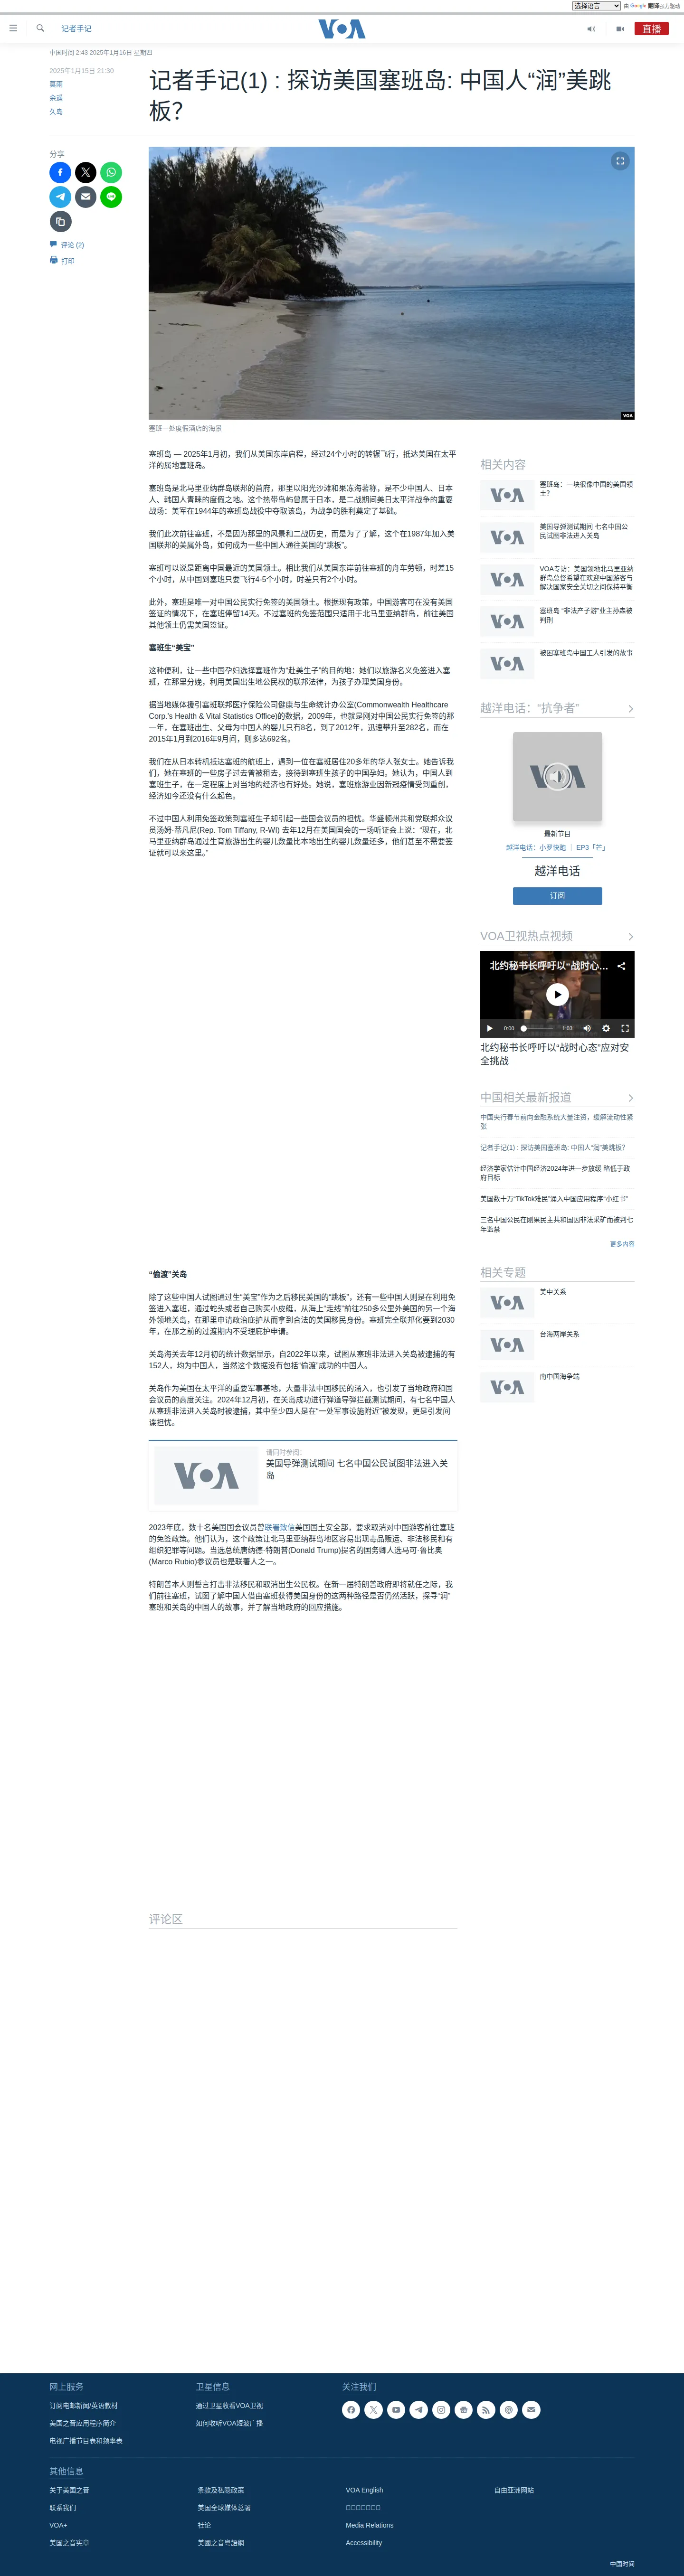 选择语言
由 Google 翻译强力驱动
记者手记
VOA
直播
中国时间 2:43 2025年1月16日 星期四
2025年1月15日 21:30
莫雨
余遥
久岛
记者手记(1)：探访美国塞班岛: 中国人“润”美跳
板？
分享
评论 (2)
打印
VOA
塞班一处度假酒店的海景
塞班岛 — 2025年1月初，我们从美国东岸启程，经过24个小时的转辗飞行，抵达美国在太平
洋的属地塞班岛。
塞班岛是北马里亚纳群岛联邦的首府，那里以阳光沙滩和果冻海著称，是不少中国人、日本
人、韩国人青睐的度假之地。这个热带岛屿曾属于日本，是二战期间美日太平洋战争的重要
战场：美军在1944年的塞班岛战役中夺取该岛，为战争的胜利奠定了基础。
我们此次前往塞班，不是因为那里的风景和二战历史，而是为了了解，这个在1987年加入美
国联邦的美属外岛，如何成为一些中国人通往美国的“跳板”。
塞班可以说是距离中国最近的美国领土。相比我们从美国东岸前往塞班的舟车劳顿，时差15
个小时，从中国到塞班只要飞行4-5个小时，时差只有2个小时。
此外，塞班是唯一对中国公民实行免签的美国领土。根据现有政策，中国游客可在没有美国
签证的情况下，在塞班停留14天。不过塞班的免签范围只适用于北马里亚纳群岛，前往美国
其他领土仍需美国签证。
塞班生“美宝”
这种便利，让一些中国孕妇选择塞班作为“赴美生子”的目的地：她们以旅游名义免签进入塞
班，在那里分娩，利用美国出生地公民权的联邦法律，为孩子办理美国身份。
据当地媒体援引塞班联邦医疗保险公司健康与生命统计办公室(Commonwealth Healthcare
Corp.'s Health & Vital Statistics Office)的数据，2009年，也就是刚对中国公民实行免签的那
一年，在塞班出生、父母为中国人的婴儿只有8名，到了2012年，迅速攀升至282名，而在
2015年1月到2016年9月间，则多达692名。
我们在从日本转机抵达塞班的航班上，遇到一位在塞班居住20多年的华人张女士。她告诉我
们，她在塞班的一些房子过去曾被租去，接待到塞班生孩子的中国孕妇。她认为，中国人到
塞班生子，在一定程度上对当地的经济也有好处。她说，塞班旅游业因新冠疫情受到重创，
经济如今还没有什么起色。
不过中国人利用免签政策到塞班生子却引起一些国会议员的担忧。华盛顿州共和党联邦众议
员汤姆·蒂凡尼(Rep. Tom Tiffany, R-WI) 去年12月在美国国会的一场听证会上说：“现在，北
马里亚纳群岛通过生育旅游出生的婴儿数量比本地出生的婴儿数量还多，他们甚至不需要签
证就可以来这里。”
“偷渡”关岛
除了这些中国人试图通过生“美宝”作为之后移民美国的“跳板”，还有一些中国人则是在利用免
签进入塞班，通过蛇头或者自己购买小皮艇，从海上“走线”前往250多公里外美国的另一个海
外领地关岛，在那里申请政治庇护从而拿到合法的美国移民身份。塞班完全联邦化要到2030
年，在那之前的过渡期内不受理庇护申请。
关岛海关去年12月初的统计数据显示，自2022年以来，试图从塞班非法进入关岛被逮捕的有
152人，均为中国人，当然这个数据没有包括“偷渡”成功的中国人。
关岛作为美国在太平洋的重要军事基地，大量非法中国移民的涌入，也引发了当地政府和国
会议员的高度关注。2024年12月初，在关岛成功进行弹道导弹拦截测试期间，有七名中国人
从塞班非法进入关岛时被逮捕，其中至少四人是在“一处军事设施附近”被发现，更是引发间
谍担忧。
请同时参阅：
VOA
美国导弹测试期间 七名中国公民试图非法进入关
岛
2023年底，数十名美国国会议员曾联署致信美国国土安全部，要求取消对中国游客前往塞班
的免签政策。他们认为，这个政策让北马里亚纳群岛地区容易出现毒品贩运、非法移民和有
组织犯罪等问题。当选总统唐纳德·特朗普(Donald Trump)提名的国务卿人选马可·鲁比奥
(Marco Rubio)参议员也是联署人之一。
特朗普本人则誓言打击非法移民和取消出生公民权。在新一届特朗普政府即将就任之际，我
们前往塞班，试图了解中国人借由塞班获得美国身份的这两种路径是否仍然活跃，探寻“润”
塞班和关岛的中国人的故事，并了解当地政府的回应措施。
评论区
相关内容
VOA
塞班岛：一块很像中国的美国领
土？
VOA
美国导弹测试期间 七名中国公
民试图非法进入关岛
VOA
VOA专访：美国领地北马里亚纳
群岛总督希望在欢迎中国游客与
解决国家安全关切之间保持平衡
VOA
塞班岛 “非法产子游”业主孙森被
判刑
VOA
被困塞班岛中国工人引发的故事
越洋电话：“抗争者”
VOA
最新节目
越洋电话：小罗快跑 ｜ EP3「芒」
越洋电话
订阅
VOA卫视热点视频
北约秘书长呼吁以“战时心...
0:00
1:03
北约秘书长呼吁以“战时心态”应对安
全挑战
中国相关最新报道
中国央行春节前向金融系统大量注资，缓解流动性紧
张
记者手记(1)：探访美国塞班岛: 中国人“润”美跳板？
经济学家估计中国经济2024年进一步放缓 略低于政
府目标
美国数十万“TikTok难民”涌入中国应用程序“小红书”
三名中国公民在刚果民主共和国因非法采矿而被判七
年监禁
更多内容
相关专题
VOA
美中关系
VOA
台海两岸关系
VOA
南中国海争端
网上服务
订阅电邮新闻/英语教材
美国之音应用程序简介
电视广播节目表和频率表
卫星信息
通过卫星收看VOA卫视
如何收听VOA短波广播
关注我们
其他信息
关于美国之音
条款及私隐政策
VOA English
自由亚洲网站
联系我们
美国全球媒体总署
VOA+
社论
Media Relations
美国之音宪章
美國之音粵語網
Accessibility
中国时间